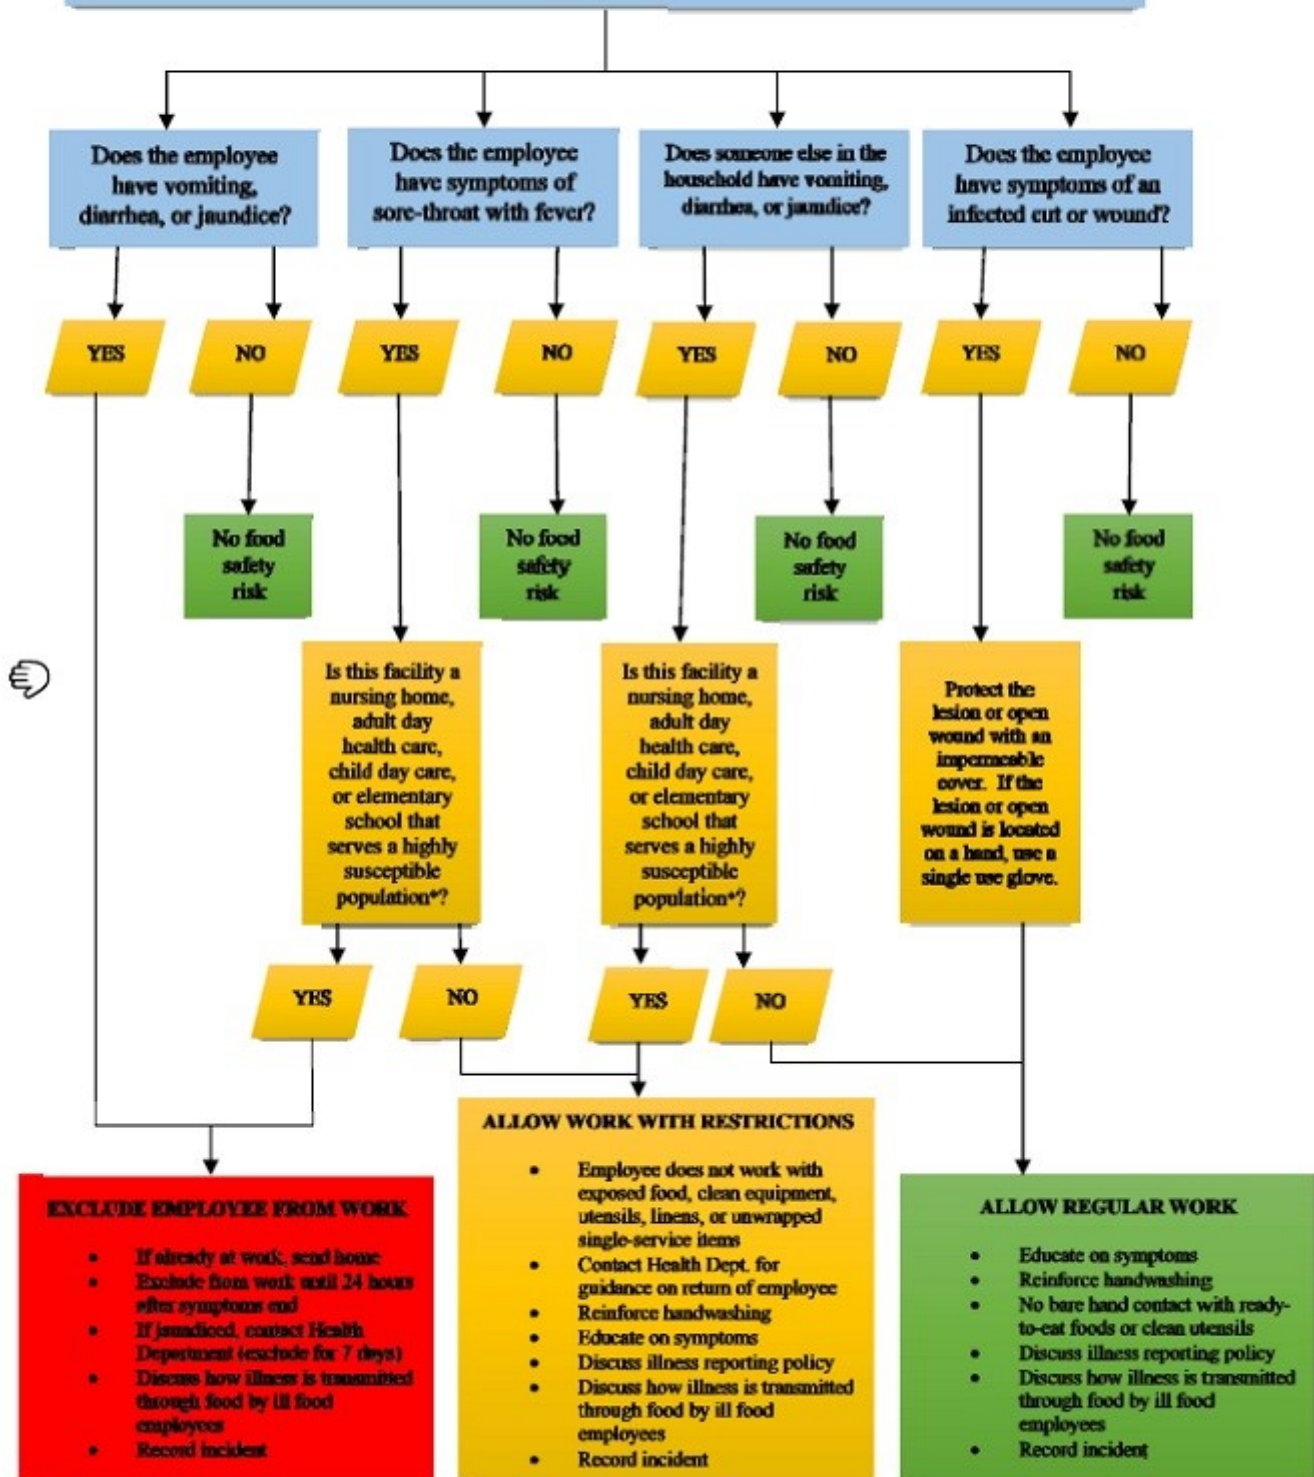 Does the employee
have vomiting,
diarrhea, or jaundice?
Does the employee
have symptoms of
sore-throat with fever?
Does someone else in the
household have vomiting,
diarrhea, or jaundice?
Does the employee
have symptoms of an
infected cut or wound?
YES
NO
YES
NO
YES
NO
YES
NO
No food
safety
risk
No food
safety
risk
No food
safety
risk
No food
safety
risk
Is this facility a
nursing home,
adult day
health care,
child day care,
or elementary
school that
serves a highly
susceptible
population*?
Is this facility a
nursing home,
adult day
health care,
child day care,
or elementary
school that
serves a highly
susceptible
population*?
Protect the
lesion or open
wound with an
impermeable
cover. If the
lesion or open
wound is located
on a hand, use a
single use glove.
YES
NO
YES
NO
EXCLUDE EMPLOYEE FROM WORK
• If already at work, send home
• Exclude from work until 24 hours
after symptoms end
• If jaundiced, contact Health
Department (exclude for 7 days)
• Discuss how illness is transmitted
through food by ill food
employees
• Record incident
ALLOW WORK WITH RESTRICTIONS
• Employee does not work with
exposed food, clean equipment,
utensils, linens, or unwrapped
single-service items
• Contact Health Dept. for
guidance on return of employee
• Reinforce handwashing
• Educate on symptoms
• Discuss illness reporting policy
• Discuss how illness is transmitted
through food by ill food
employees
• Record incident
ALLOW REGULAR WORK
• Educate on symptoms
• Reinforce handwashing
• No bare hand contact with ready-
to-eat foods or clean utensils
• Discuss illness reporting policy
• Discuss how illness is transmitted
through food by ill food
employees
• Record incident